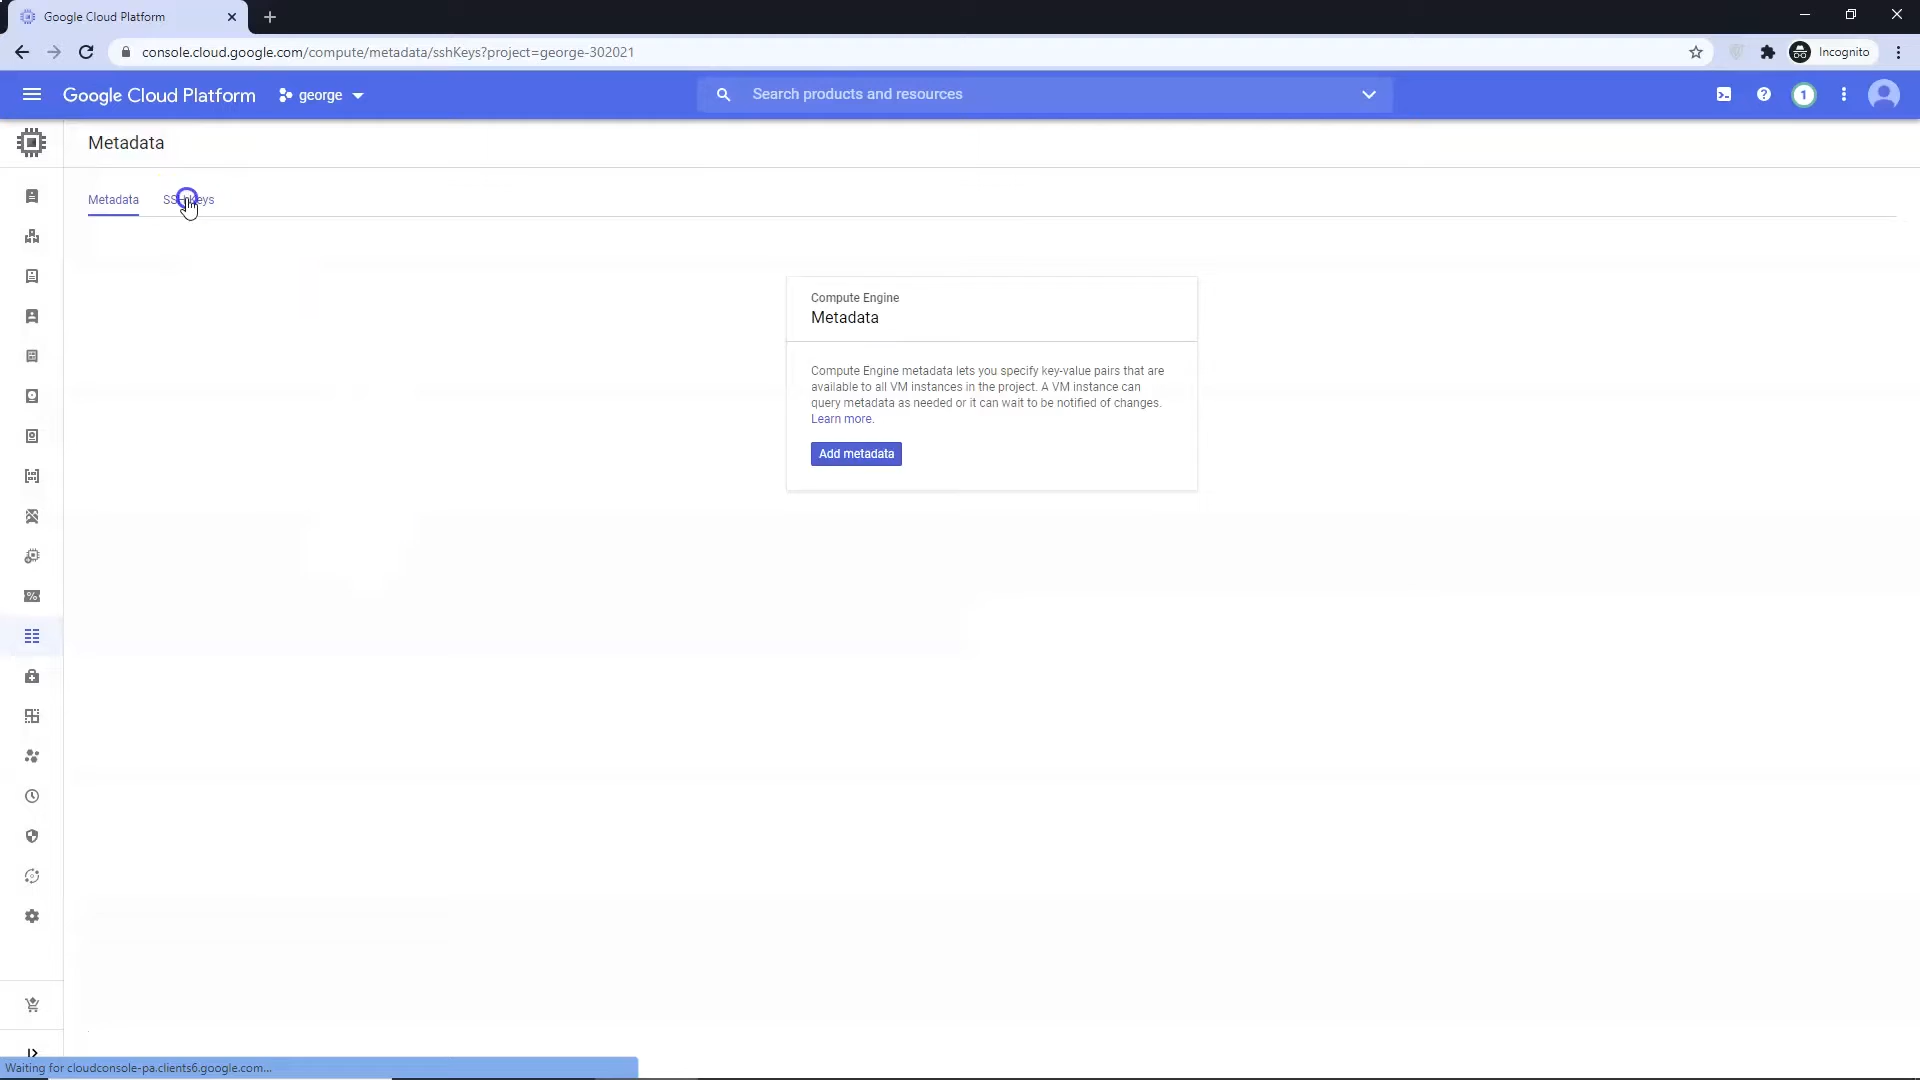 Google Cloud Platform
console.cloud.google.com/compute/metadata/sshKeys?project=george-302021
Incognito
Google Cloud Platform
george
Search products and resources
1
Metadata
Metadata
SSH Keys
Compute Engine
Metadata
Compute Engine metadata lets you specify key-value pairs that are
available to all VM instances in the project. A VM instance can
query metadata as needed or it can wait to be notified of changes.
Learn more.
Add metadata
Waiting for cloudconsole-pa.clients6.google.com...